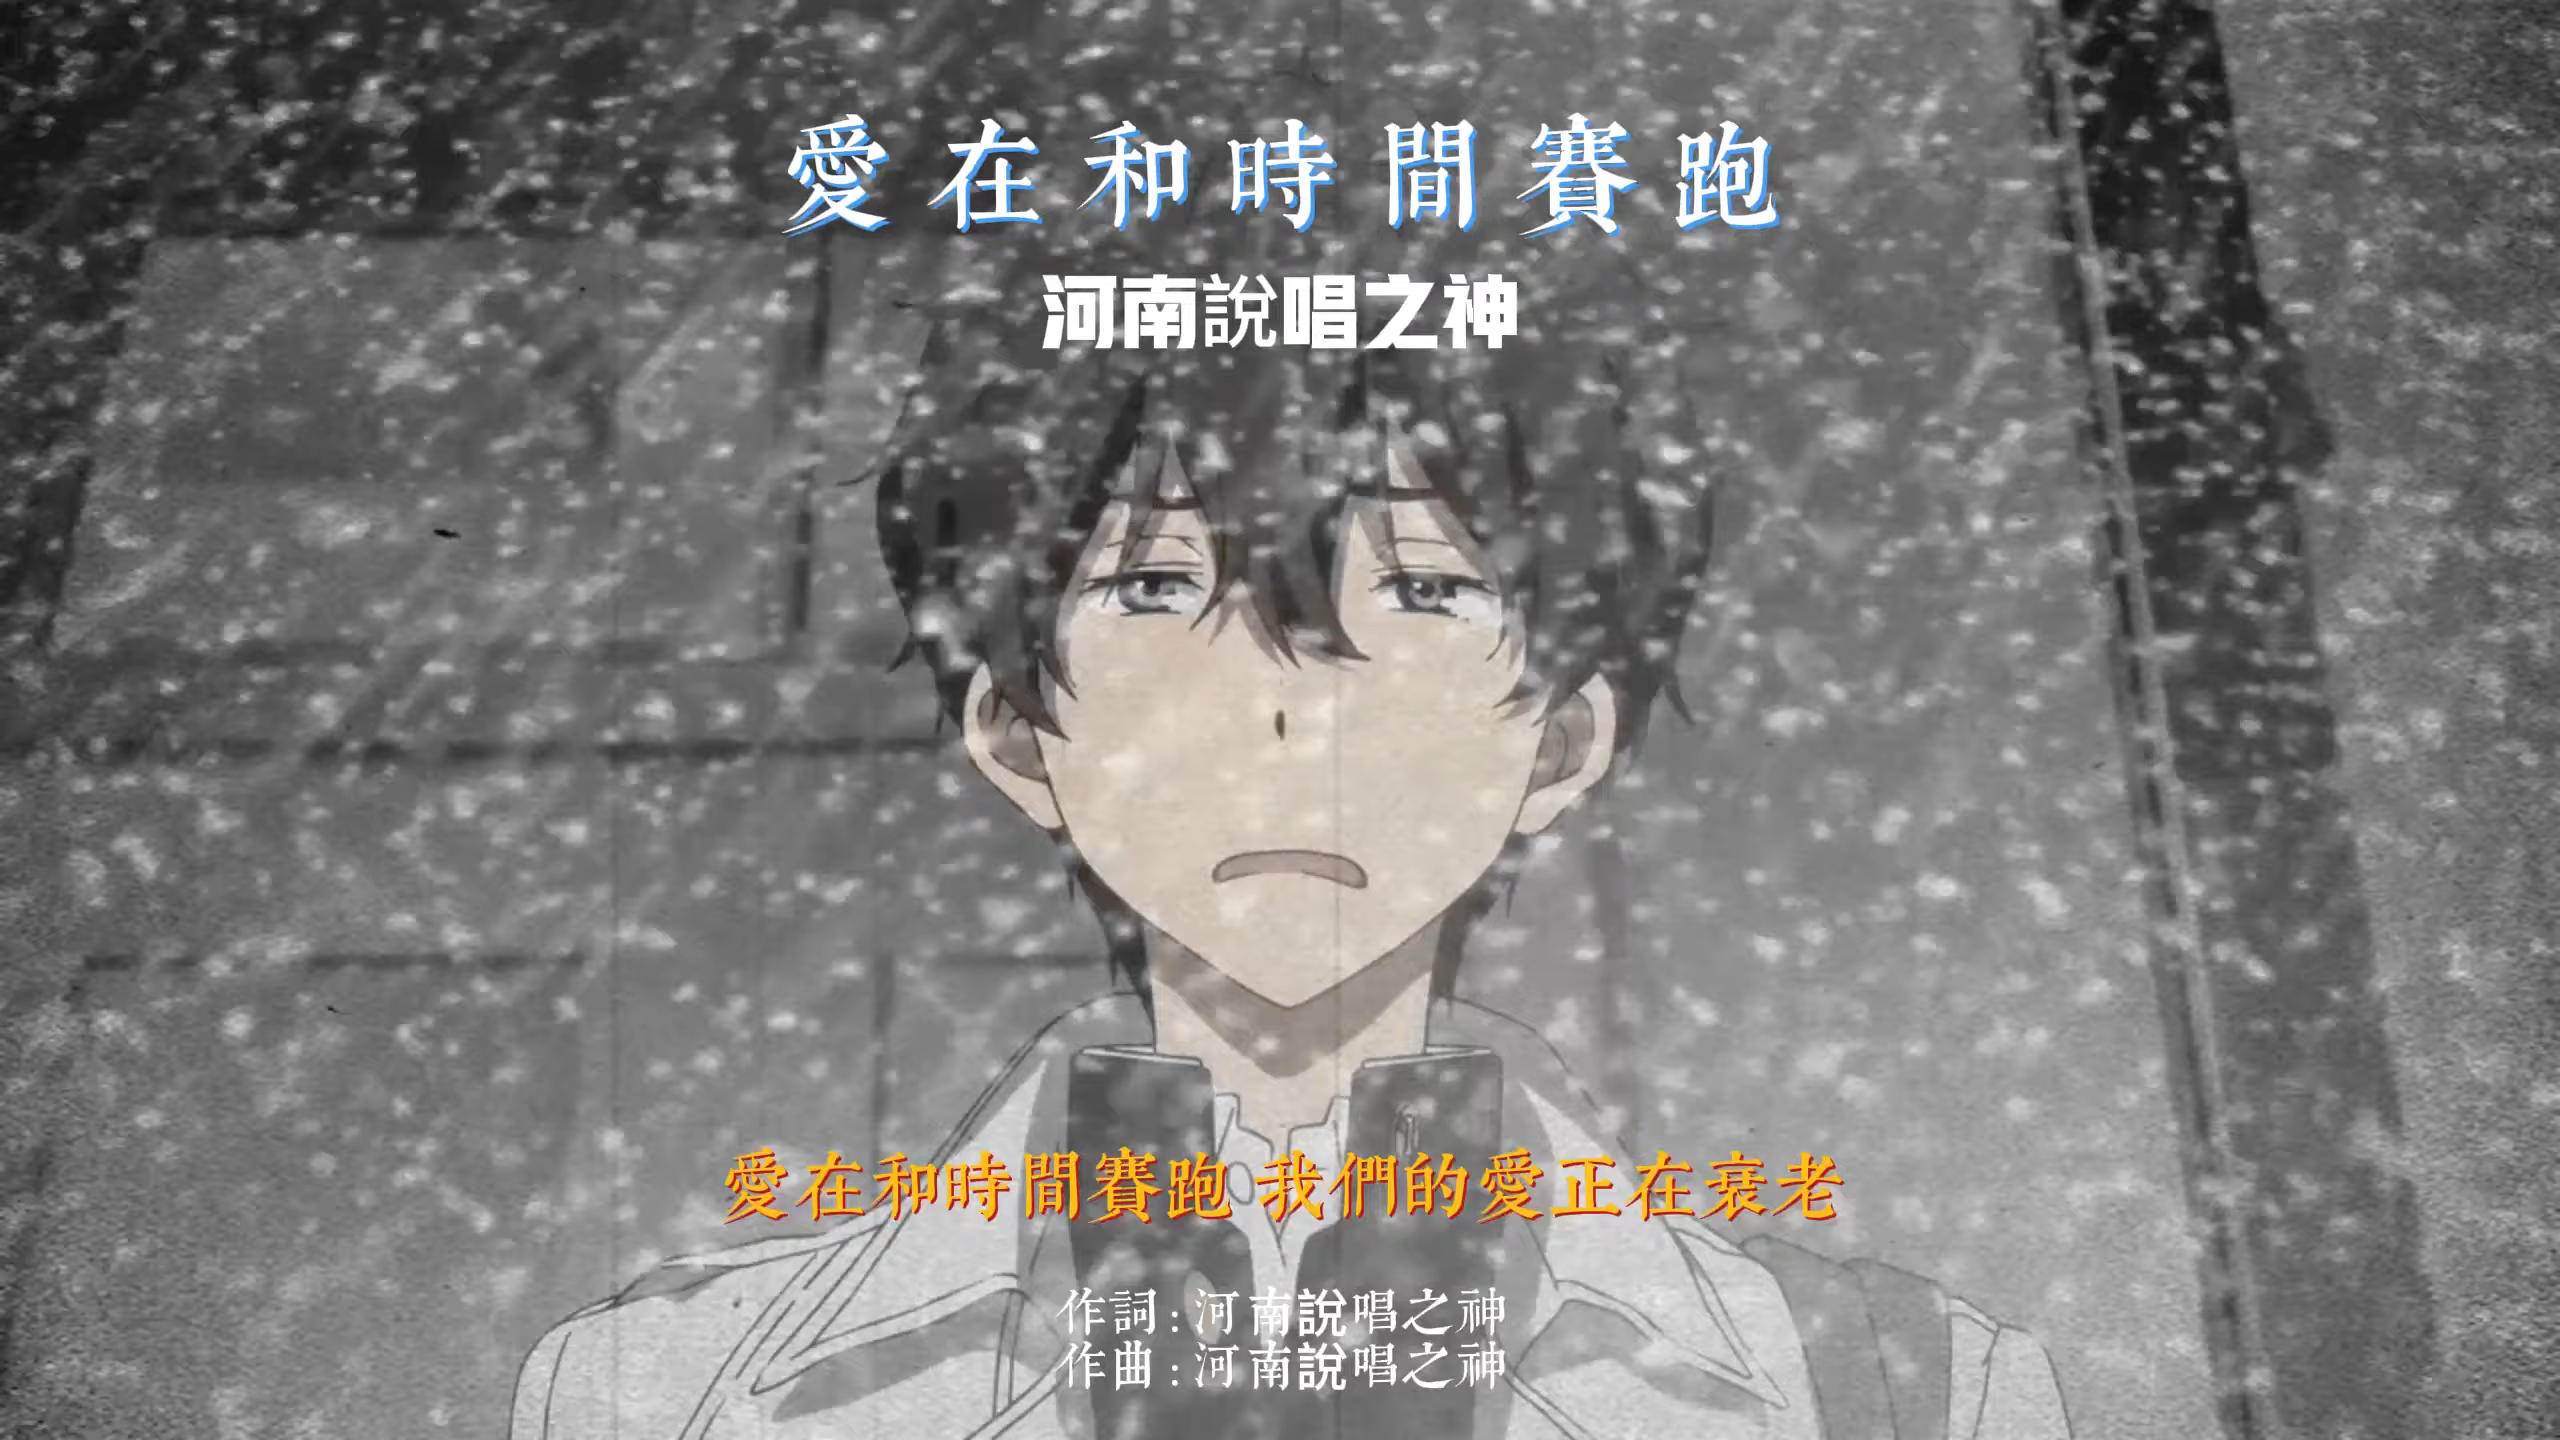 愛在和時間賽跑
河南說唱之神
愛在和時間賽跑 我們的愛正在衰老
作詞：河南說唱之神
作曲：河南說唱之神